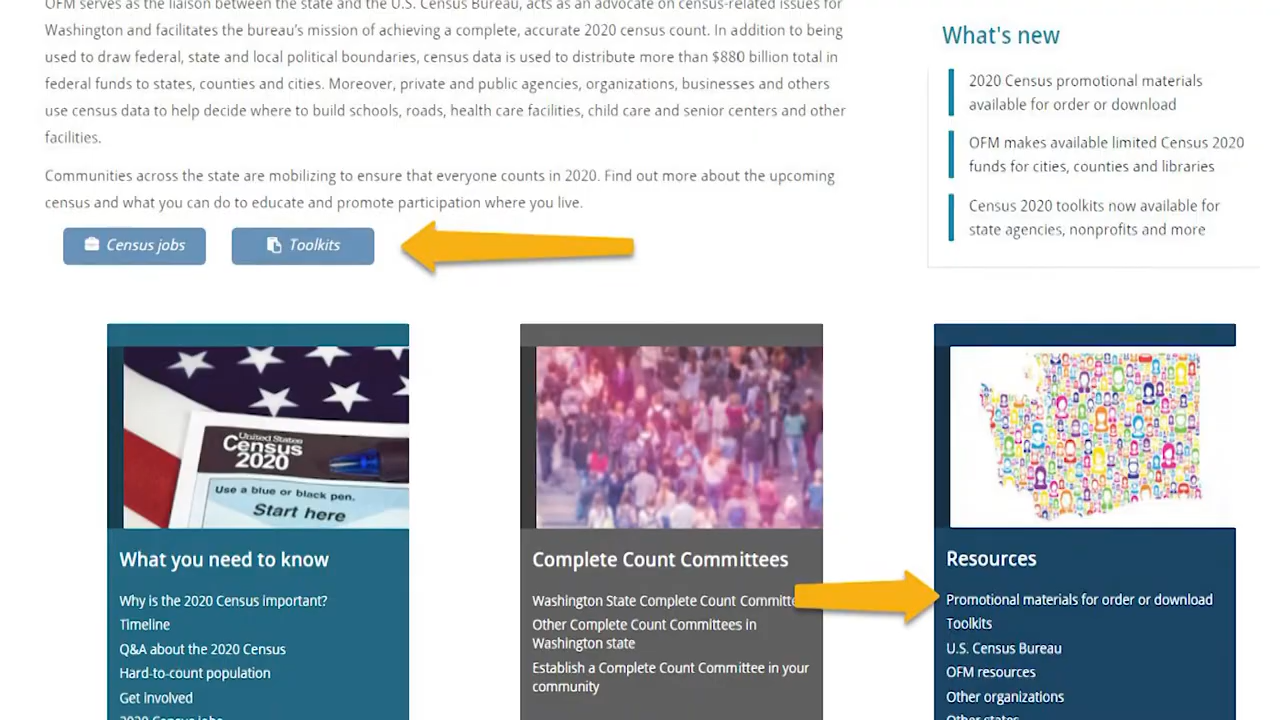 OFM serves as the liaison between the state and the U.S. Census Bureau, acts as an advocate on census-related issues for
Washington and facilitates the bureau's mission of achieving a complete, accurate 2020 census count. In addition to being
used to draw federal, state and local political boundaries, census data is used to distribute more than $880 billion total in
federal funds to states, counties and cities. Moreover, private and public agencies, organizations, businesses and others
use census data to help decide where to build schools, roads, health care facilities, child care and senior centers and other
facilities.
Communities across the state are mobilizing to ensure that everyone counts in 2020. Find out more about the upcoming
census and what you can do to educate and promote participation where you live.
Census jobs
Toolkits
What's new
2020 Census promotional materials
available for order or download
OFM makes available limited Census 2020
funds for cities, counties and libraries
Census 2020 toolkits now available for
state agencies, nonprofits and more
United States
Census
2020
Use a blue or black pen.
Start here
What you need to know
Why is the 2020 Census important?
Timeline
Q&A about the 2020 Census
Hard-to-count population
Get involved
2020 Census jobs
Complete Count Committees
Washington State Complete Count Committe
Other Complete Count Committees in
Washington state
Establish a Complete Count Committee in your
community
Resources
Promotional materials for order or download
Toolkits
U.S. Census Bureau
OFM resources
Other organizations
Other states